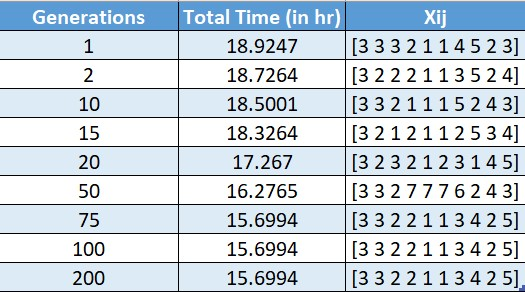 Generations Total Time (in hr) Xij
1 18.9247 [3 3 3 2 1 1 4 5 2 3]
2 18.7264 [3 2 2 2 1 1 3 5 2 4]
10 18.5001 [3 3 2 1 1 1 5 2 4 3]
15 18.3264 [3 2 1 2 1 1 2 5 3 4]
20 17.267 [3 2 3 2 1 2 3 1 4 5]
50 16.2765 [3 3 2 7 7 7 6 2 4 3]
75 15.6994 [3 3 2 2 1 1 3 4 2 5]
100 15.6994 [3 3 2 2 1 1 3 4 2 5]
200 15.6994 [3 3 2 2 1 1 3 4 2 5]